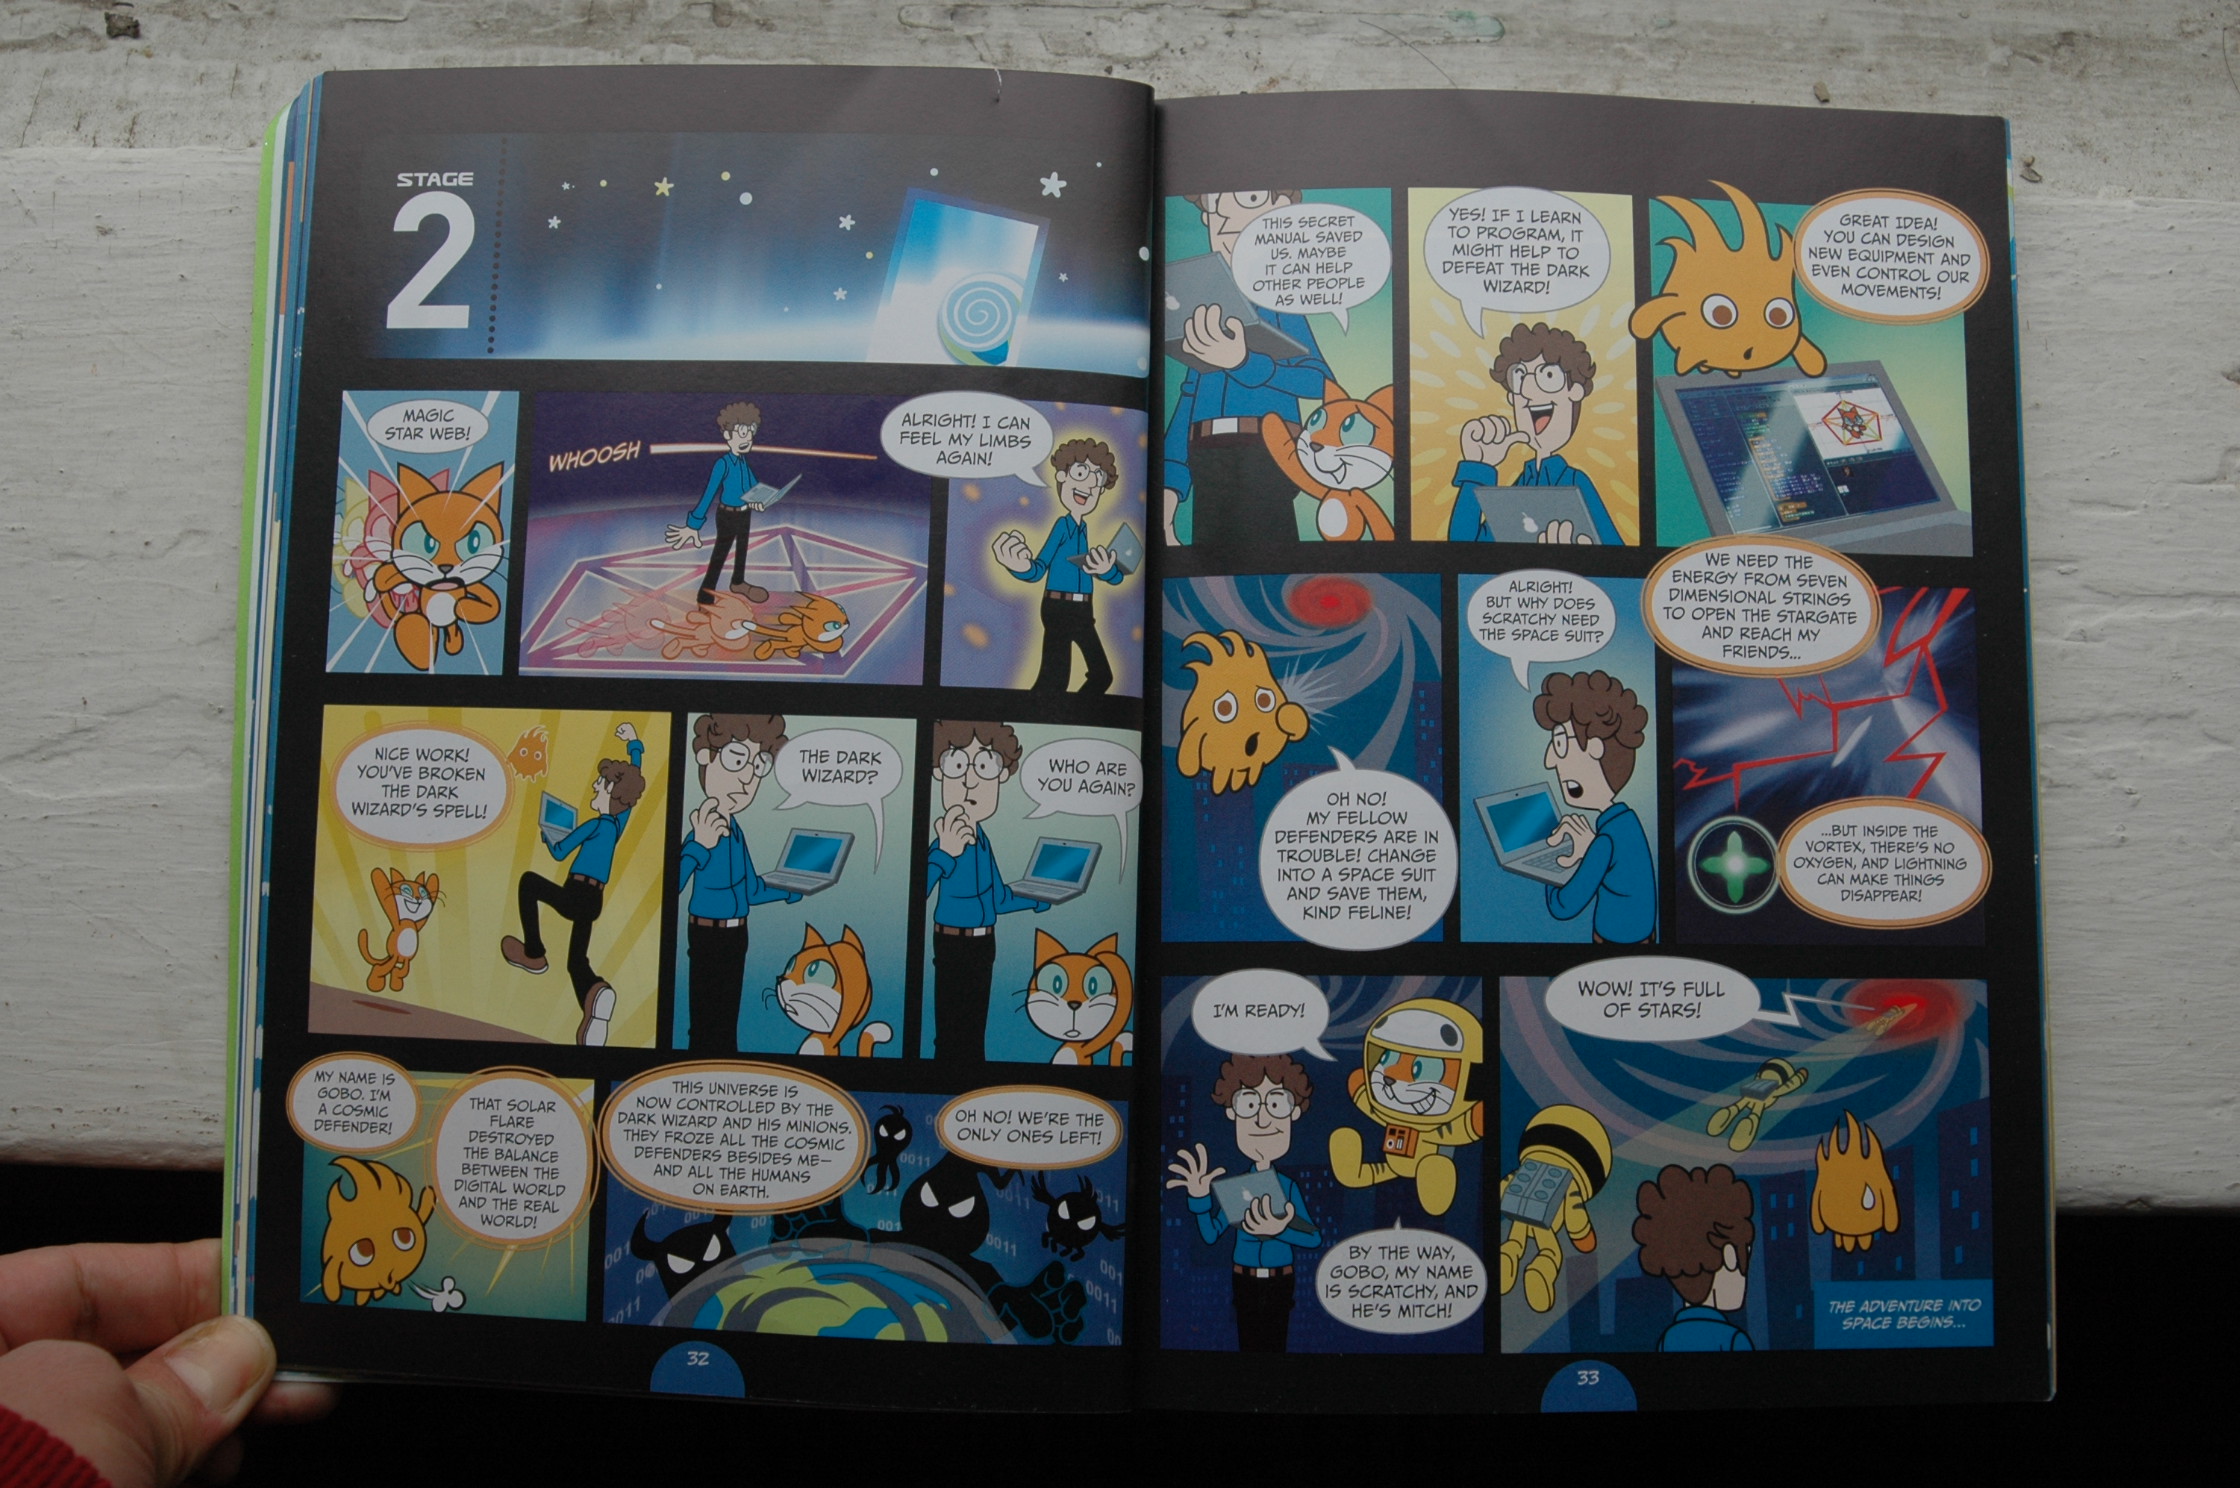 STAGE
2
MAGIC
STAR WEB!
WHOOSH
ALRIGHT! I CAN
FEEL MY LIMBS
AGAIN!
NICE WORK!
YOU'VE BROKEN
THE DARK
WIZARD'S SPELL!
THE DARK
WIZARD?
WHO ARE
YOU AGAIN?
MY NAME IS
GOBO. I'M
A COSMIC
DEFENDER!
THAT SOLAR
FLARE
DESTROYED
THE BALANCE
BETWEEN THE
DIGITAL WORLD
AND THE REAL
WORLD!
THIS UNIVERSE IS
NOW CONTROLLED BY THE
DARK WIZARD AND HIS MINIONS.
THEY FROZE ALL THE COSMIC
DEFENDERS BESIDES ME—
AND ALL THE HUMANS
ON EARTH.
OH NO! WE'RE THE
ONLY ONES LEFT!
0011
0011
0011
001
0011
0011
32
THIS SECRET
MANUAL SAVED
US. MAYBE
IT CAN HELP
OTHER PEOPLE
AS WELL!
YES! IF I LEARN
TO PROGRAM, IT
MIGHT HELP TO
DEFEAT THE DARK
WIZARD!
GREAT IDEA!
YOU CAN DESIGN
NEW EQUIPMENT AND
EVEN CONTROL OUR
MOVEMENTS!
OH NO!
MY FELLOW
DEFENDERS ARE IN
TROUBLE! CHANGE
INTO A SPACE SUIT
AND SAVE THEM,
KIND FELINE!
ALRIGHT!
BUT WHY DOES
SCRATCHY NEED
THE SPACE SUIT?
WE NEED THE
ENERGY FROM SEVEN
DIMENSIONAL STRINGS
TO OPEN THE STARGATE
AND REACH MY
FRIENDS...
...BUT INSIDE THE
VORTEX, THERE'S NO
OXYGEN, AND LIGHTNING
CAN MAKE THINGS
DISAPPEAR!
I'M READY!
BY THE WAY,
GOBO, MY NAME
IS SCRATCHY, AND
HE'S MITCH!
WOW! IT'S FULL
OF STARS!
THE ADVENTURE INTO
SPACE BEGINS...
33